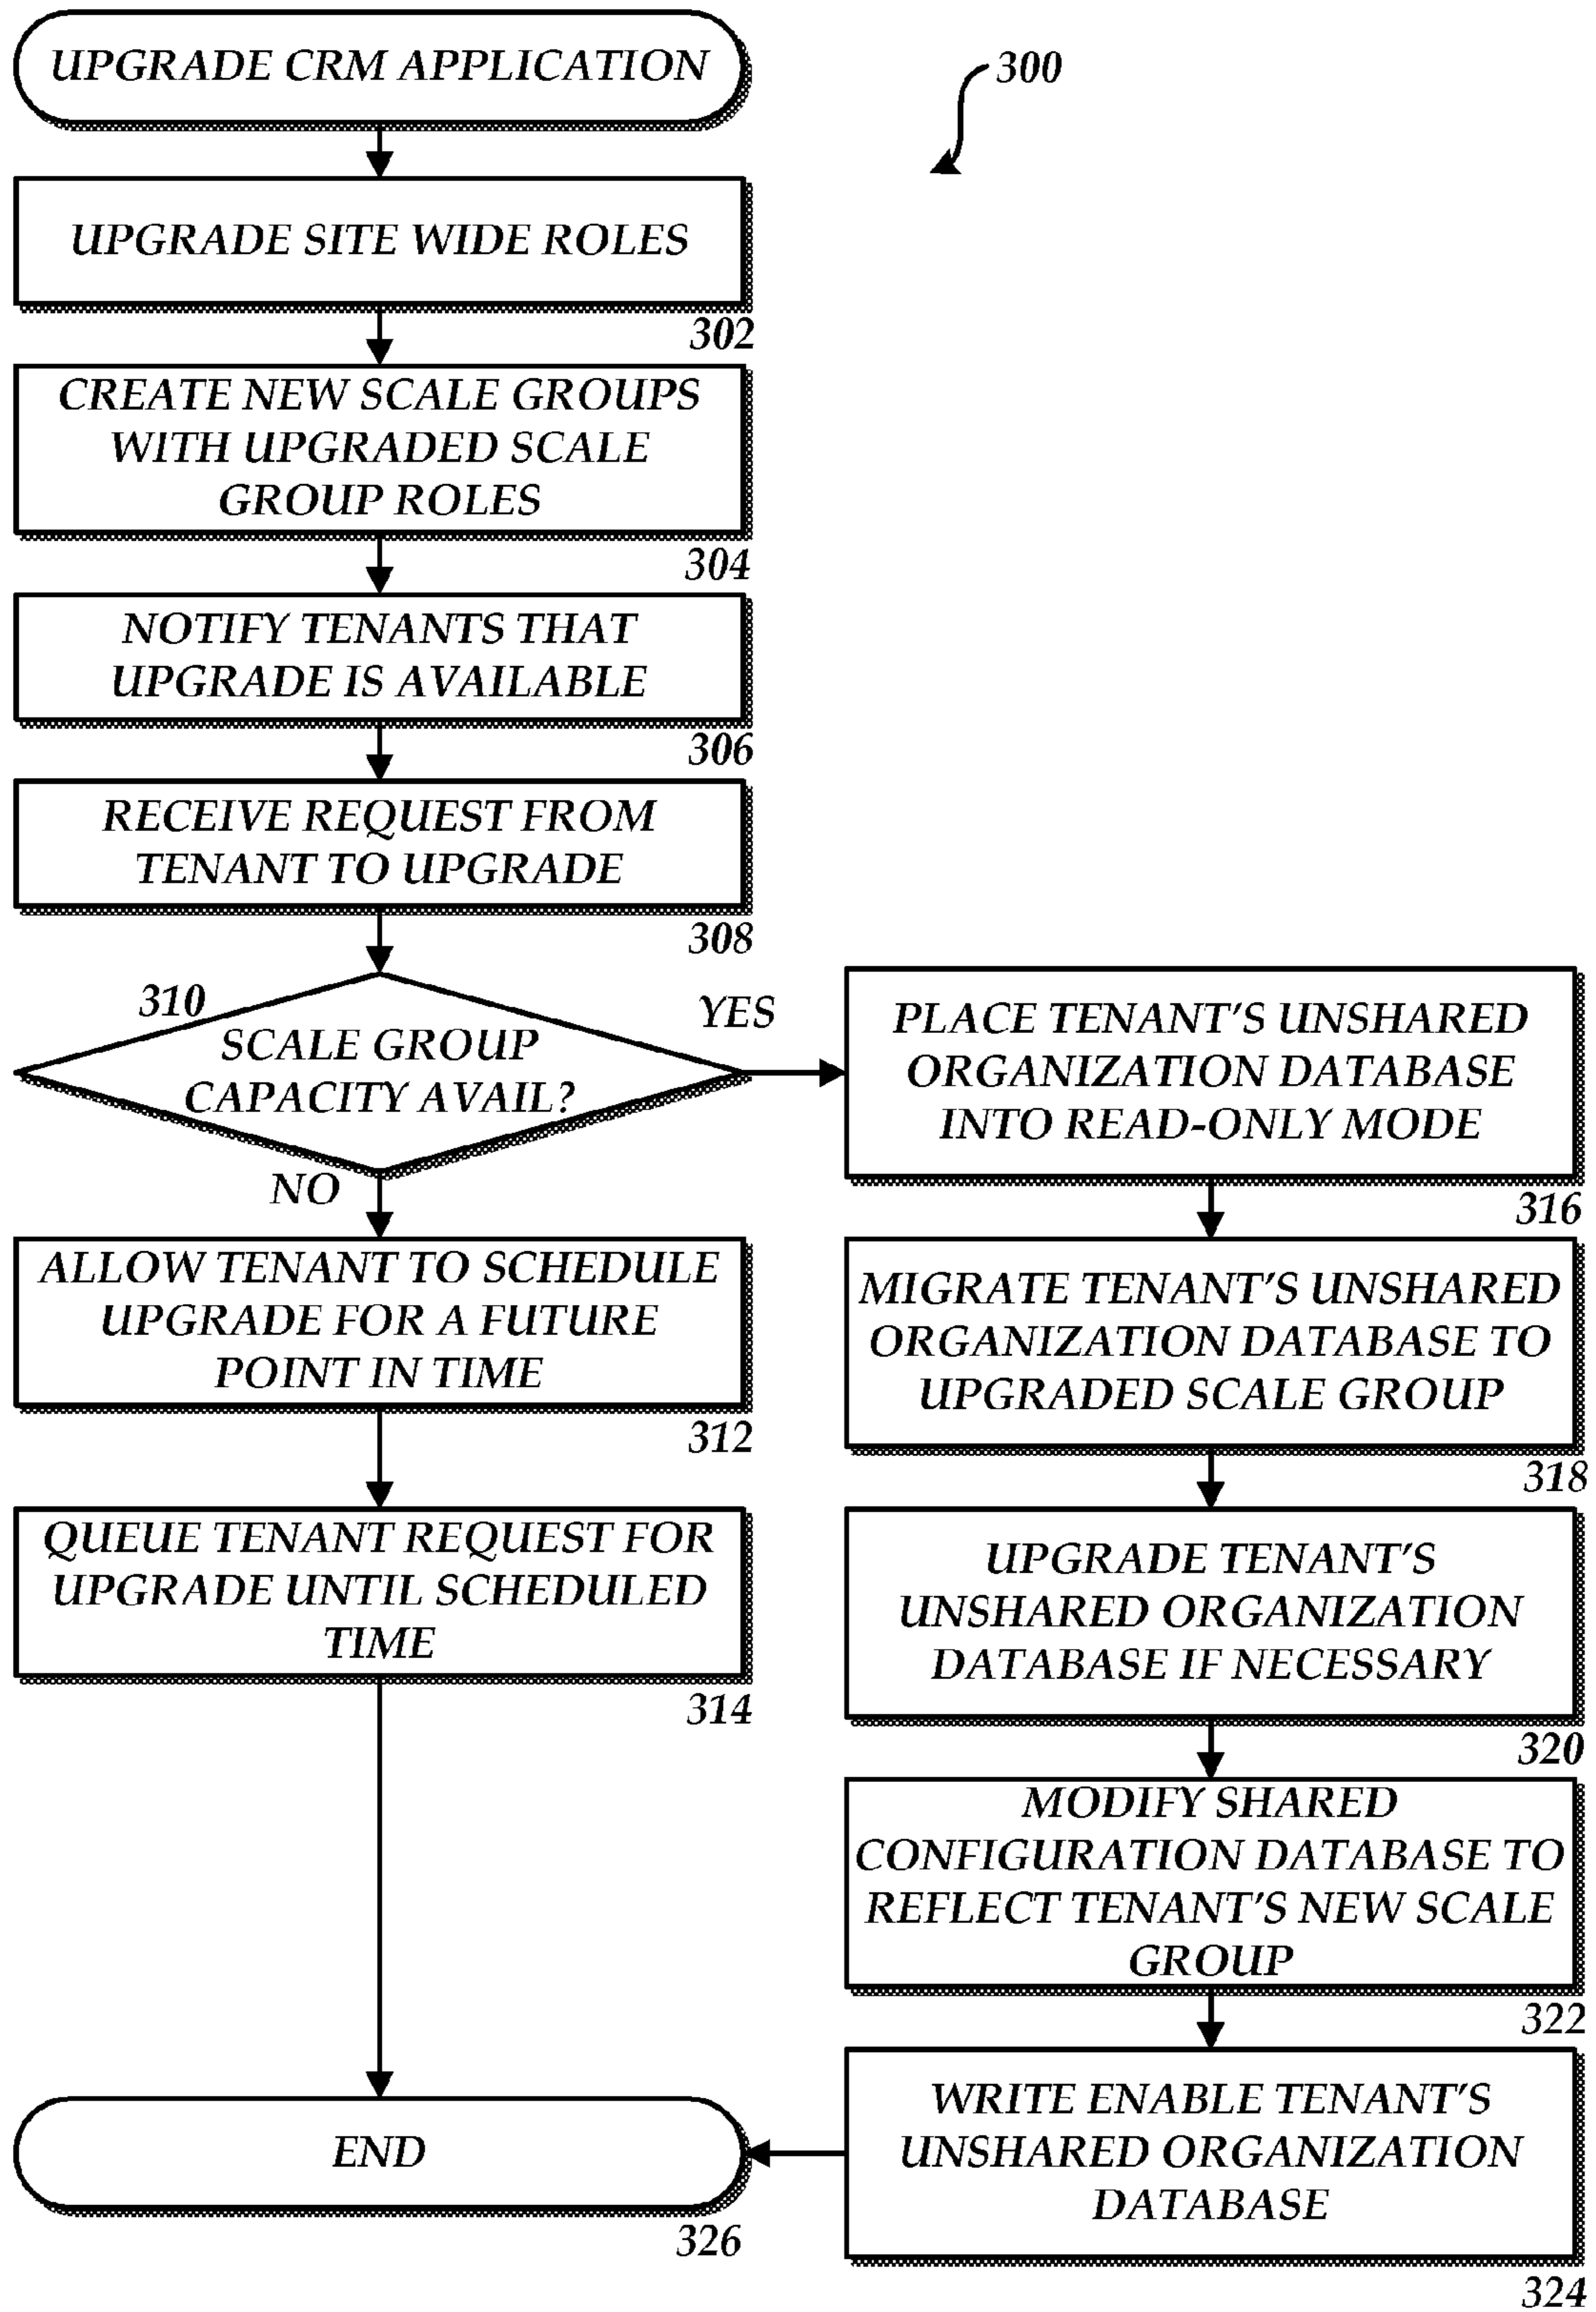 UPGRADE CRM APPLICATION
300
UPGRADE SITE WIDE ROLES
302
CREATE NEW SCALE GROUPS
WITH UPGRADED SCALE
GROUP ROLES
304
NOTIFY TENANTS THAT
UPGRADE IS AVAILABLE
306
RECEIVE REQUEST FROM
TENANT TO UPGRADE
308
310
SCALE GROUP
CAPACITY AVAIL?
YES
NO
ALLOW TENANT TO SCHEDULE
UPGRADE FOR A FUTURE
POINT IN TIME
312
QUEUE TENANT REQUEST FOR
UPGRADE UNTIL SCHEDULED
TIME
314
PLACE TENANT'S UNSHARED
ORGANIZATION DATABASE
INTO READ-ONLY MODE
316
MIGRATE TENANT'S UNSHARED
ORGANIZATION DATABASE TO
UPGRADED SCALE GROUP
318
UPGRADE TENANT'S
UNSHARED ORGANIZATION
DATABASE IF NECESSARY
320
MODIFY SHARED
CONFIGURATION DATABASE TO
REFLECT TENANT'S NEW SCALE
GROUP
322
WRITE ENABLE TENANT'S
UNSHARED ORGANIZATION
DATABASE
324
END
326